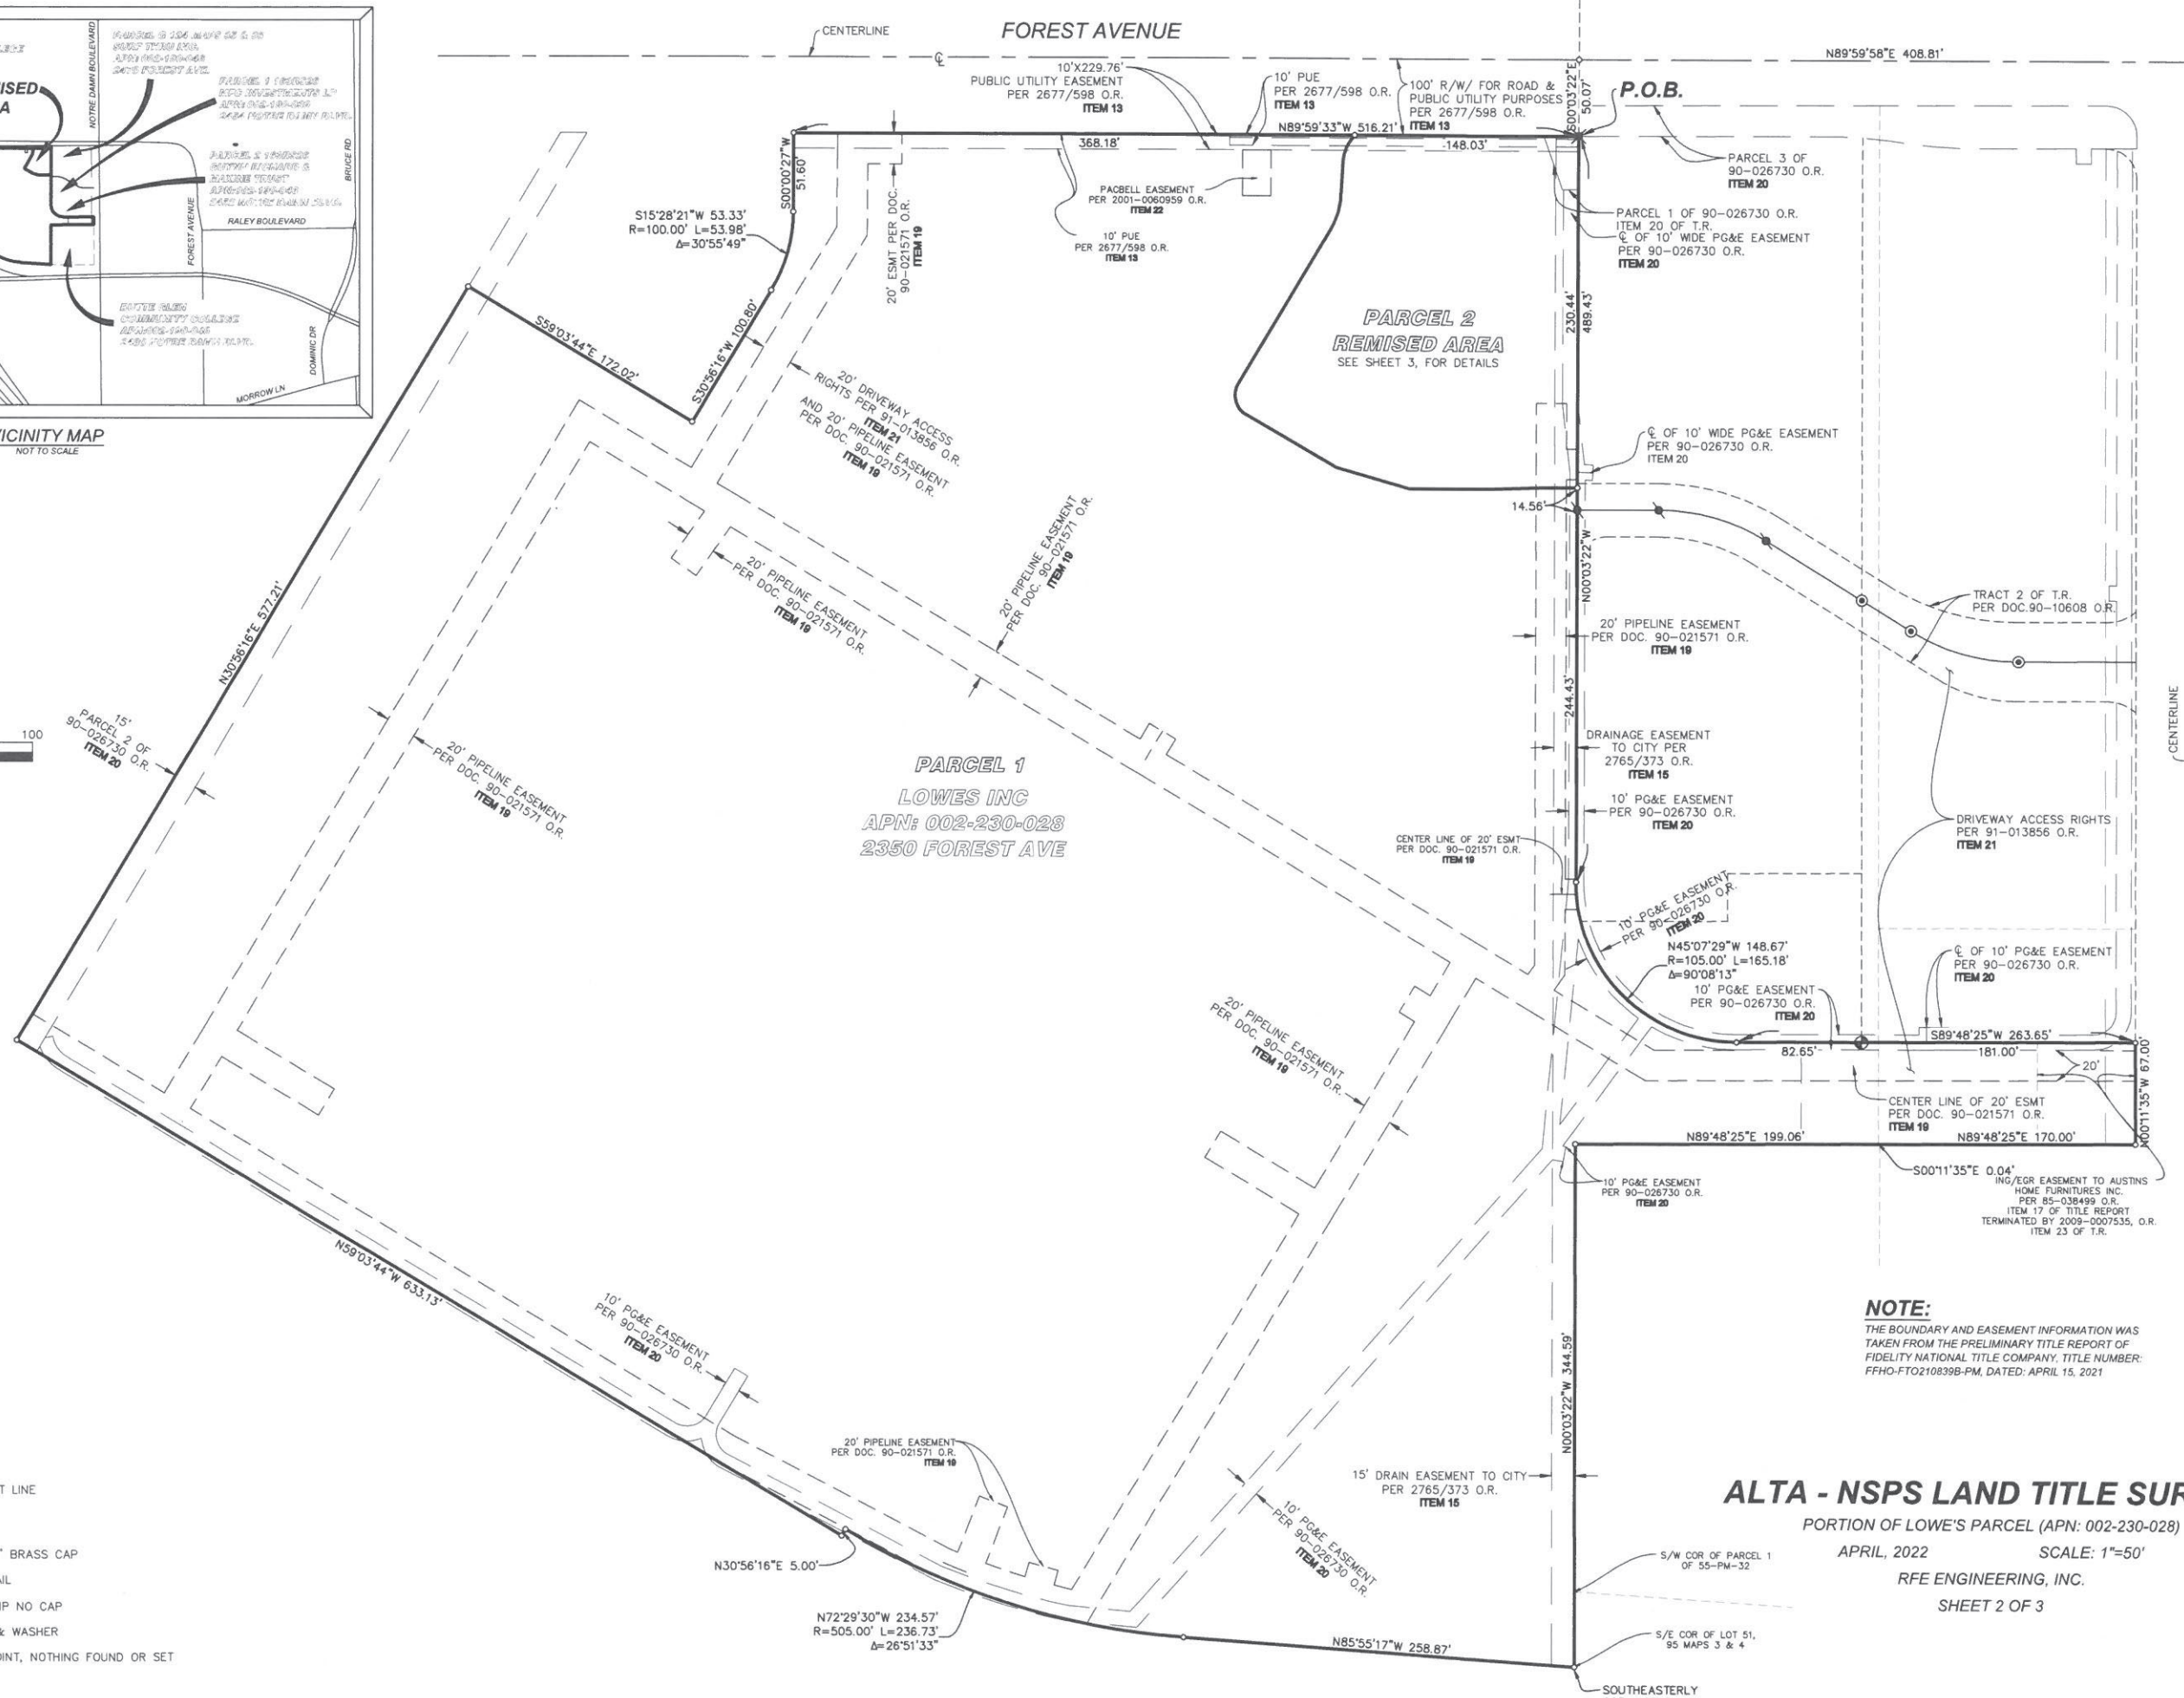 FOREST AVENUE
CENTERLINE
℄
N89°59'58"E 408.81'
10'X229.76'
PUBLIC UTILITY EASEMENT
PER 2677/598 O.R.
ITEM 13
10' PUE
PER 2677/598 O.R.
ITEM 13
100' R/W/ FOR ROAD &
PUBLIC UTILITY PURPOSES
PER 2677/598 O.R.
ITEM 13
S00°03'22"E
50.07'
P.O.B.
N89°59'33"W 516.21'
368.18'
148.03'
PARCEL 3 OF
90-026730 O.R.
ITEM 20
PARCEL 1 OF 90-026730 O.R.
ITEM 20 OF T.R.
℄ OF 10' WIDE PG&E EASEMENT
PER 90-026730 O.R.
ITEM 20
S00°00'27"W
51.60'
S15°28'21"W 53.33'
R=100.00' L=53.98'
Δ=30°55'49"
20' ESMT PER DOC.
90-021571 O.R.
ITEM 19
PACBELL EASEMENT
PER 2001-0060959 O.R.
ITEM 22
10' PUE
PER 2677/598 O.R.
ITEM 13
PARCEL 2
REMISED AREA
SEE SHEET 3, FOR DETAILS
230.44'
489.43'
S59°03'44"E 172.02'
S30°56'16"W 100.80'
20' DRIVEWAY ACCESS
RIGHTS PER 91-013856 O.R.
ITEM 21
AND 20' PIPELINE EASEMENT
PER DOC. 90-021571 O.R.
ITEM 19
℄ OF 10' WIDE PG&E EASEMENT
PER 90-026730 O.R.
ITEM 20
14.56'
N00°03'22"W
20' PIPELINE EASEMENT
PER DOC. 90-021571 O.R.
ITEM 19
20' PIPELINE EASEMENT
PER DOC. 90-021571 O.R.
ITEM 19
TRACT 2 OF T.R.
PER DOC.90-10608 O.R.
20' PIPELINE EASEMENT
PER DOC. 90-021571 O.R.
ITEM 19
N30°56'16"E 577.21'
244.43'
15'
PARCEL 2 OF
90-026730 O.R.
ITEM 20
20' PIPELINE EASEMENT
PER DOC. 90-021571 O.R.
ITEM 19
PARCEL 1
LOWES INC
APN: 002-230-028
2350 FOREST AVE
DRAINAGE EASEMENT
TO CITY PER
2765/373 O.R.
ITEM 15
10' PG&E EASEMENT
PER 90-026730 O.R.
ITEM 20
CENTERLINE
DRIVEWAY ACCESS RIGHTS
PER 91-013856 O.R.
ITEM 21
CENTER LINE OF 20' ESMT
PER DOC. 90-021571 O.R.
ITEM 19
10' PG&E EASEMENT
PER 90-026730 O.R.
ITEM 20
N45°07'29"W 148.67'
R=105.00' L=165.18'
Δ=90°08'13"
10' PG&E EASEMENT
PER 90-026730 O.R.
ITEM 20
℄ OF 10' PG&E EASEMENT
PER 90-026730 O.R.
ITEM 20
S89°48'25"W 263.65'
82.65'
181.00'
20'
N00°11'35"W 67.00'
20' PIPELINE EASEMENT
PER DOC. 90-021571 O.R.
ITEM 19
CENTER LINE OF 20' ESMT
PER DOC. 90-021571 O.R.
ITEM 19
N89°48'25"E 199.06'
N89°48'25"E 170.00'
S00°11'35"E 0.04'
ING/EGR EASEMENT TO AUSTINS
HOME FURNITURES INC.
PER 85-038499 O.R.
ITEM 17 OF TITLE REPORT
TERMINATED BY 2009-0007535, O.R.
ITEM 23 OF T.R.
10' PG&E EASEMENT
PER 90-026730 O.R.
ITEM 20
N59°03'44"W 633.13'
10' PG&E EASEMENT
PER 90-026730 O.R.
ITEM 20
N00°03'22"W 344.59'
NOTE:
THE BOUNDARY AND EASEMENT INFORMATION WAS
TAKEN FROM THE PRELIMINARY TITLE REPORT OF
FIDELITY NATIONAL TITLE COMPANY, TITLE NUMBER:
FFHO-FTO210839B-PM, DATED: APRIL 15, 2021
20' PIPELINE EASEMENT
PER DOC. 90-021571 O.R.
ITEM 19
15' DRAIN EASEMENT TO CITY
PER 2765/373 O.R.
ITEM 15
10' PG&E EASEMENT
PER 90-026730 O.R.
ITEM 20
N30°56'16"E 5.00'
N72°29'30"W 234.57'
R=505.00' L=236.73'
Δ=26°51'33"
N85°55'17"W 258.87'
S/W COR OF PARCEL 1
OF 55-PM-32
S/E COR OF LOT 51,
95 MAPS 3 & 4
SOUTHEASTERLY
ALTA - NSPS LAND TITLE SUR
PORTION OF LOWE'S PARCEL (APN: 002-230-028)
APRIL, 2022 SCALE: 1"=50'
RFE ENGINEERING, INC.
SHEET 2 OF 3
NOTRE DAMN BOULEVARD
ISED
A
FOREST AVENUE
RALEY BOULEVARD
BRUCE RD
DOMINIC DR
MORROW LN
VICINITY MAP
NOT TO SCALE
100
T LINE
BRASS CAP
IP NO CAP
& WASHER
OINT, NOTHING FOUND OR SET